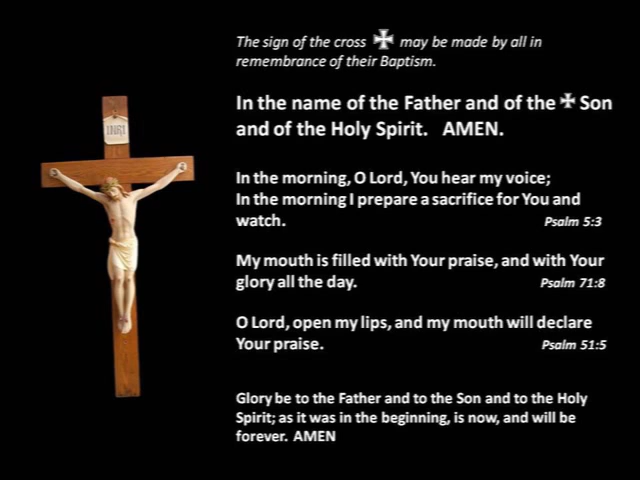 INRI
The sign of the cross ✠ may be made by all in
remembrance of their Baptism.
In the name of the Father and of the ✠ Son
and of the Holy Spirit. AMEN.
In the morning, O Lord, You hear my voice;
In the morning I prepare a sacrifice for You and
watch. Psalm 5:3
My mouth is filled with Your praise, and with Your
glory all the day. Psalm 71:8
O Lord, open my lips, and my mouth will declare
Your praise. Psalm 51:5
Glory be to the Father and to the Son and to the Holy
Spirit; as it was in the beginning, is now, and will be
forever. AMEN